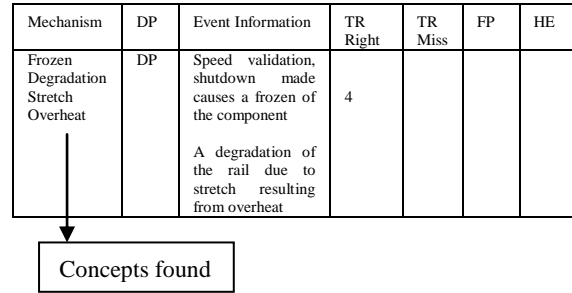 Mechanism DP Event Information TR Right TR Miss FP HE
Frozen DP Speed validation,
Degradation shutdown made
Stretch causes a frozen of 4
Overheat the component
A degradation of
the rail due to
stretch resulting
from overheat
Concepts found